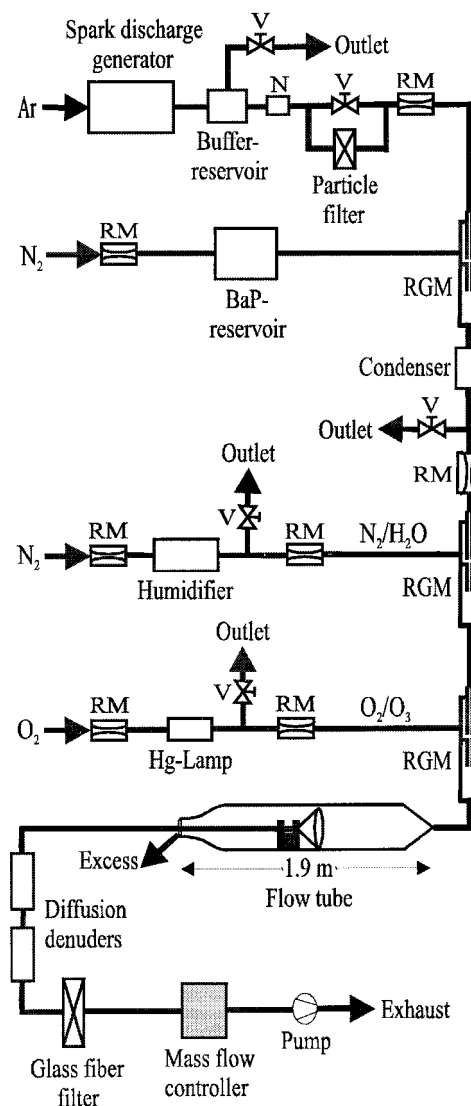 Spark discharge
generator
V
Outlet
Ar
N
V
RM
Buffer-
reservoir
Particle
filter
RM
N₂
BaP-
reservoir
RGM
Condenser
V
Outlet
RM
Outlet
V
RM
RM
N₂/H₂O
N₂
Humidifier
RGM
Outlet
V
RM
RM
O₂/O₃
O₂
Hg-Lamp
RGM
Excess
1.9 m
Flow tube
Diffusion
denuders
Exhaust
Pump
Glass fiber
filter
Mass flow
controller